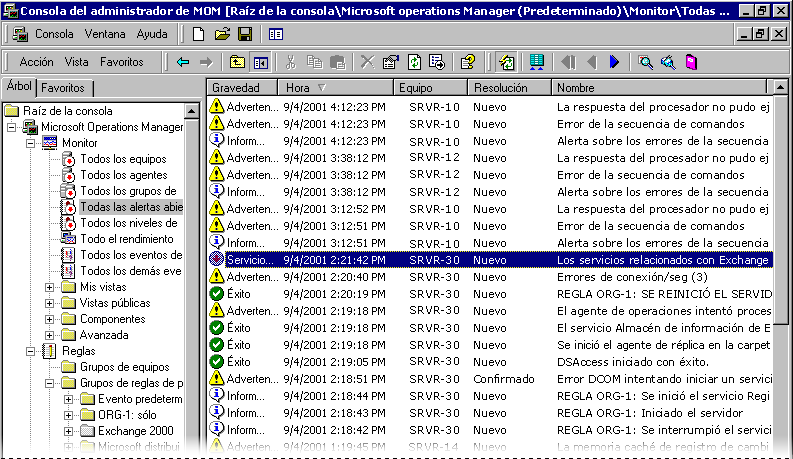 Consola del administrador de MOM [Raíz de la consola\Microsoft operations Manager (Predeterminado)\Monitor\Todas ...
Consola Ventana Ayuda
Acción Vista Favoritos
Árbol Favoritos
Raíz de la consola
Microsoft Operations Manager
Monitor
Todos los equipos
Todos los agentes
Todos los grupos de
Todas las alertas abie
Todos los niveles de
Todo el rendimiento
Todos los eventos de
Todos los demás eve
Mis vistas
Vistas públicas
Componentes
Avanzada
Reglas
Grupos de equipos
Grupos de reglas de p
Evento predeterm
ORG-1: sólo
Exchange 2000
Microsoft distribui
Gravedad Hora Equipo Resolución Nombre
Adverten... 9/4/2001 4:12:23 PM SRVR-10 Nuevo La respuesta del procesador no pudo ej
Adverten... 9/4/2001 4:12:23 PM SRVR-10 Nuevo Error de la secuencia de comandos
Inform... 9/4/2001 4:12:23 PM SRVR-10 Nuevo Alerta sobre los errores de la secuencia
Adverten... 9/4/2001 3:38:12 PM SRVR-12 Nuevo La respuesta del procesador no pudo ej
Adverten... 9/4/2001 3:38:12 PM SRVR-12 Nuevo Error de la secuencia de comandos
Inform... 9/4/2001 3:38:12 PM SRVR-12 Nuevo Alerta sobre los errores de la secuencia
Adverten... 9/4/2001 3:12:52 PM SRVR-10 Nuevo La respuesta del procesador no pudo ej
Adverten... 9/4/2001 3:12:51 PM SRVR-10 Nuevo Error de la secuencia de comandos
Inform... 9/4/2001 3:12:51 PM SRVR-10 Nuevo Alerta sobre los errores de la secuencia
Servicio... 9/4/2001 2:21:42 PM SRVR-30 Nuevo Los servicios relacionados con Exchange
Adverten... 9/4/2001 2:20:40 PM SRVR-30 Nuevo Errores de conexión/seg (3)
Éxito 9/4/2001 2:20:19 PM SRVR-30 Nuevo REGLA ORG-1: SE REINICIÓ EL SERVID
Adverten... 9/4/2001 2:19:18 PM SRVR-30 Nuevo El agente de operaciones intentó proces
Éxito 9/4/2001 2:19:18 PM SRVR-30 Nuevo El servicio Almacén de información de E
Éxito 9/4/2001 2:19:18 PM SRVR-30 Nuevo Se inició el agente de réplica en la carpet
Éxito 9/4/2001 2:19:05 PM SRVR-30 Nuevo DSAccess iniciado con éxito.
Adverten... 9/4/2001 2:18:51 PM SRVR-30 Confirmado Error DCOM intentando iniciar un servici
Inform... 9/4/2001 2:18:44 PM SRVR-30 Nuevo REGLA ORG-1: Se inició el servicio Regi
Inform... 9/4/2001 2:18:43 PM SRVR-30 Nuevo REGLA ORG-1: Iniciado el servidor
Inform... 9/4/2001 2:18:42 PM SRVR-30 Nuevo REGLA ORG-1: Se interrumpió el servici
Adverten... 9/4/2001 1:19:45 PM SRVR-14 Nuevo La memoria caché de registro de cambi